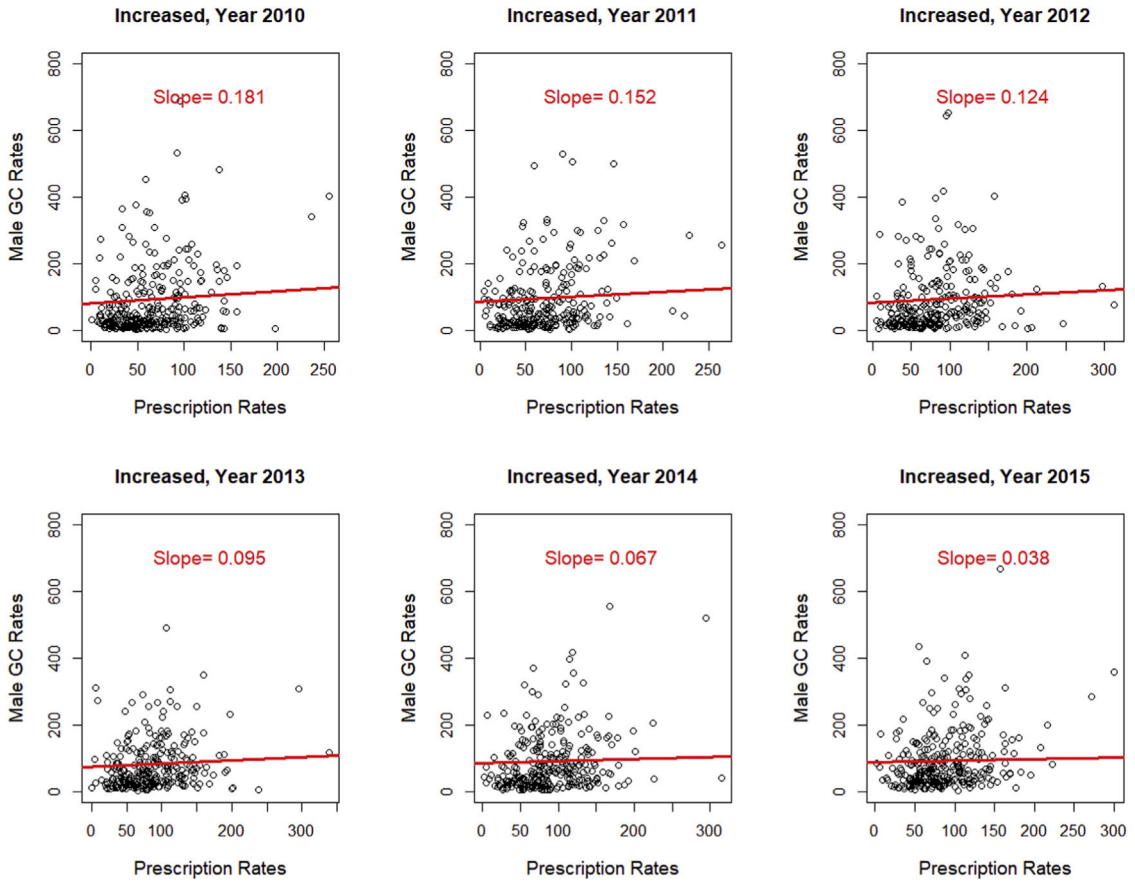 Increased, Year 2010
Increased, Year 2011
Increased, Year 2012
800
600
400
200
0
Male GC Rates
Slope= 0.181
0 50 100 150 200 250
Prescription Rates
800
600
400
200
0
Male GC Rates
Slope= 0.152
0 50 100 150 200 250
Prescription Rates
800
600
400
200
0
Male GC Rates
Slope= 0.124
0 50 100 200 300
Prescription Rates
Increased, Year 2013
Increased, Year 2014
Increased, Year 2015
800
600
400
200
0
Male GC Rates
Slope= 0.095
0 50 100 200 300
Prescription Rates
800
600
400
200
0
Male GC Rates
Slope= 0.067
0 50 100 150 200 250 300
Prescription Rates
800
600
400
200
0
Male GC Rates
Slope= 0.038
0 50 100 150 200 250 300
Prescription Rates